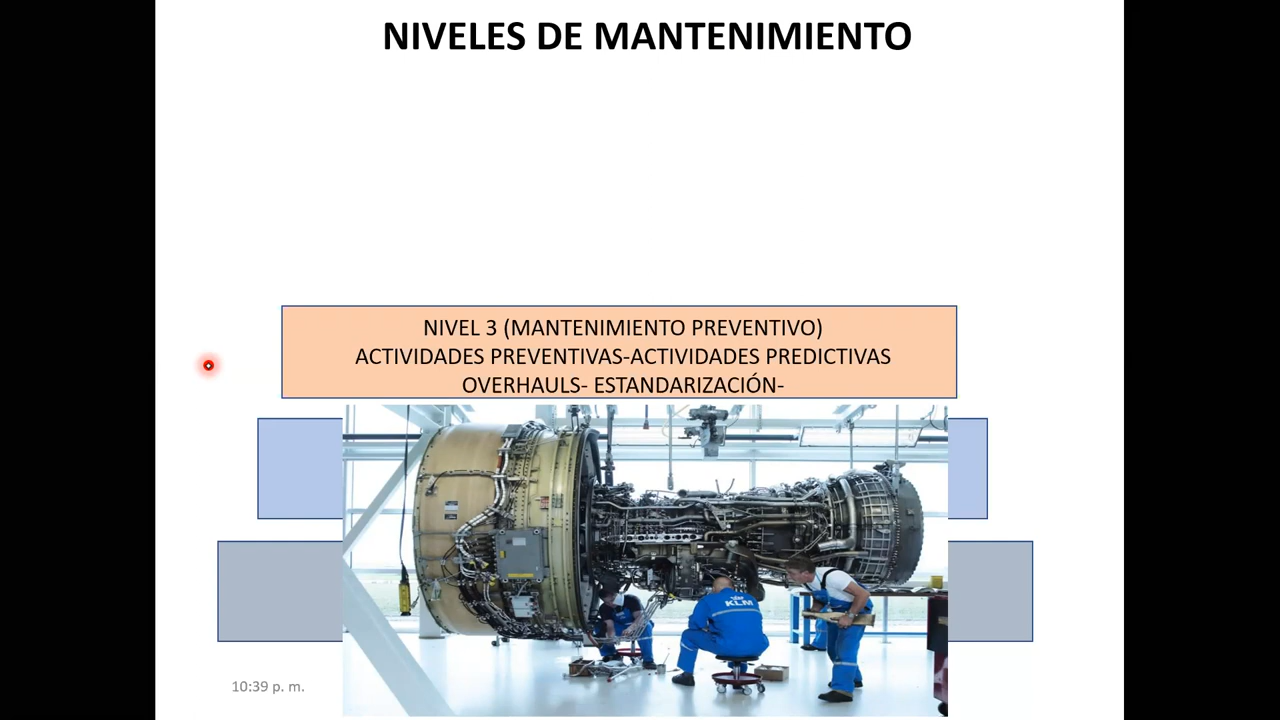 NIVELES DE MANTENIMIENTO
NIVEL 3 (MANTENIMIENTO PREVENTIVO)
ACTIVIDADES PREVENTIVAS-ACTIVIDADES PREDICTIVAS
OVERHAULS- ESTANDARIZACIÓN-
KLM
10:39 p. m.